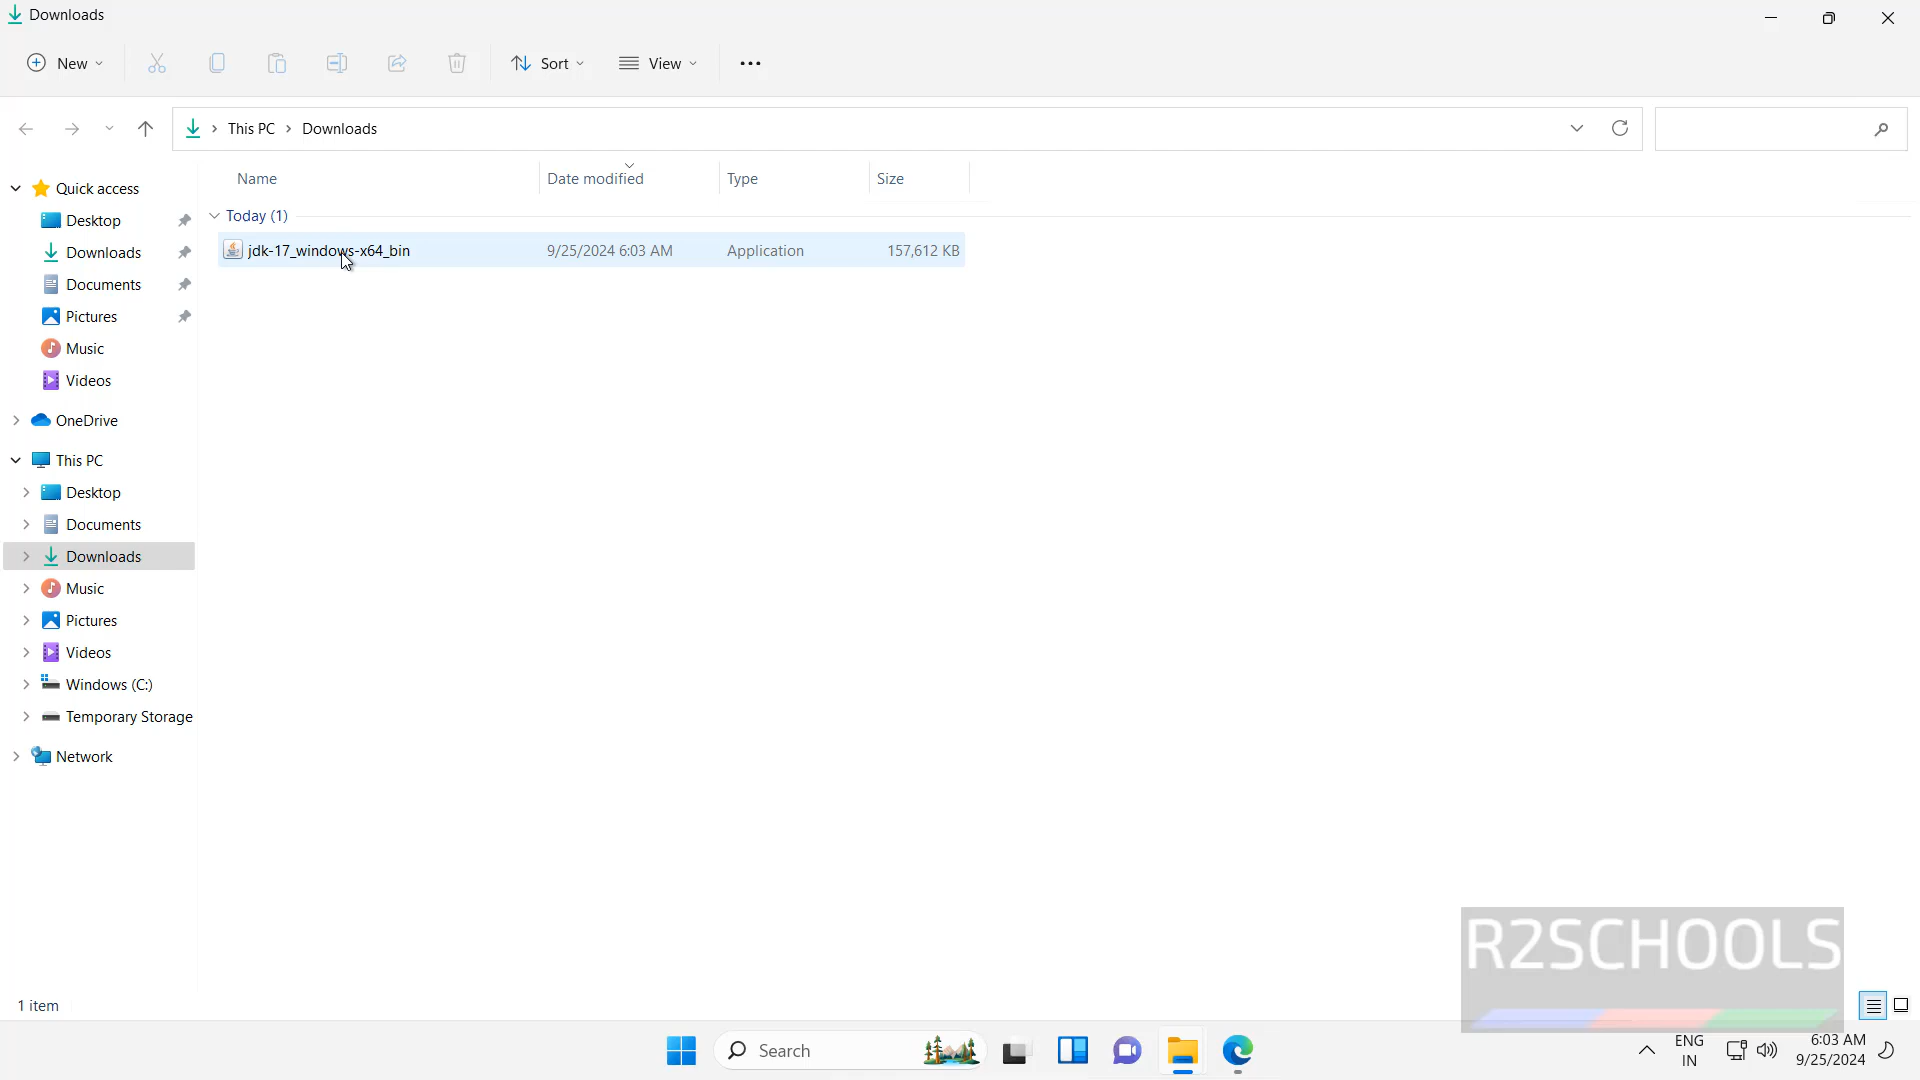 Downloads
New
Sort
View
This PC > Downloads
Name
Date modified
Type
Size
Today (1)
jdk-17_windows-x64_bin 9/25/2024 6:03 AM Application 157,612 KB
Quick access
Desktop
Downloads
Documents
Pictures
Music
Videos
OneDrive
This PC
Desktop
Documents
Downloads
Music
Pictures
Videos
Windows (C:)
Temporary Storage
Network
1 item
R2SCHOOLS
Search
ENG
IN
6:03 AM
9/25/2024